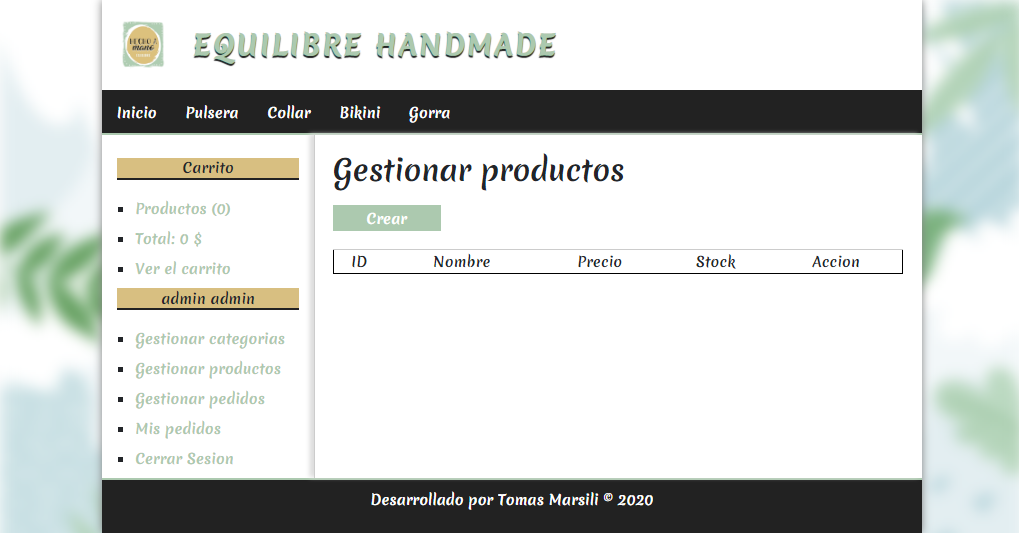 HECHO A
mano
EQUILIBRE HANDMADE
Inicio Pulsera Collar Bikini Gorra
Carrito
Productos (0)
Total: 0 $
Ver el carrito
admin admin
Gestionar categorias
Gestionar productos
Gestionar pedidos
Mis pedidos
Cerrar Sesion
Gestionar productos
Crear
ID Nombre Precio Stock Accion
Desarrollado por Tomas Marsili © 2020